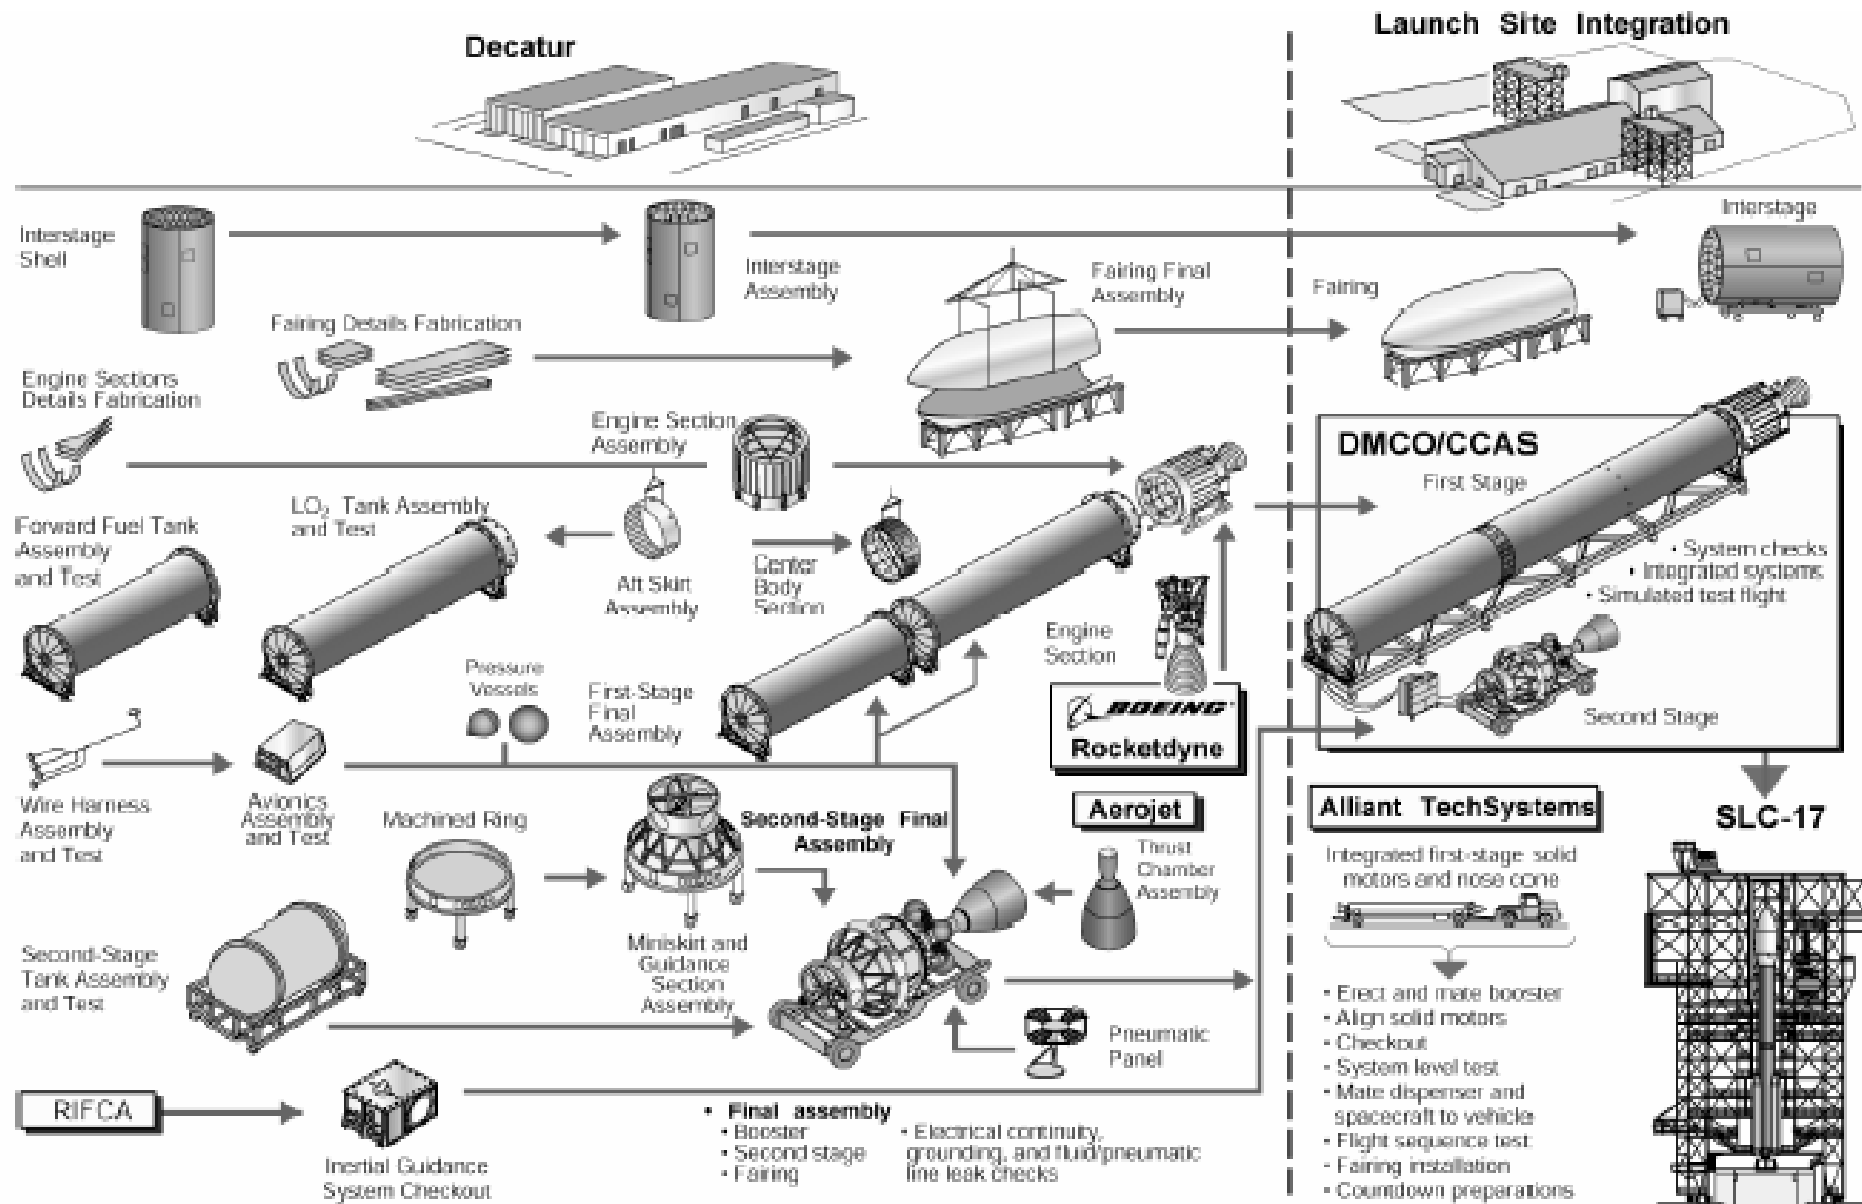 Decatur
Launch Site Integration
Interstage
Shell
Interstage
Assembly
Interstage
Fairing Details Fabrication
Fairing Final
Assembly
Fairing
Engine Sections
Details Fabrication
Engine Section
Assembly
DMCO/CCAS
First Stage
• System checks
• Integrated systems
• Simulated test flight
Second Stage
Forward Fuel Tank
Assembly
and Test
LO2 Tank Assembly
and Test
Aft Skirt
Assembly
Center
Body
Section
Engine
Section
BOEING
Rocketdyne
Pressure
Vessels
First-Stage
Final
Assembly
Wire Harness
Assembly
and Test
Avionics
Assembly
and Test
Machined Ring
Second-Stage Final
Assembly
Aerojet
Thrust
Chamber
Assembly
Second-Stage
Tank Assembly
and Test
Miniskirt and
Guidance
Section
Assembly
Pneumatic
Panel
RIFCA
Inertial Guidance
System Checkout
• Final assembly
• Booster
• Second stage
• Fairing
• Electrical continuity,
grounding, and fluid/pneumatic
line leak checks
Alliant TechSystems
Integrated first-stage solid
motors and nose cone
• Erect and mate booster
• Align solid motors
• Checkout
• System level test
• Mate dispenser and
spacecraft to vehicle
• Flight sequence test
• Fairing installation
• Countdown preparations
SLC-17